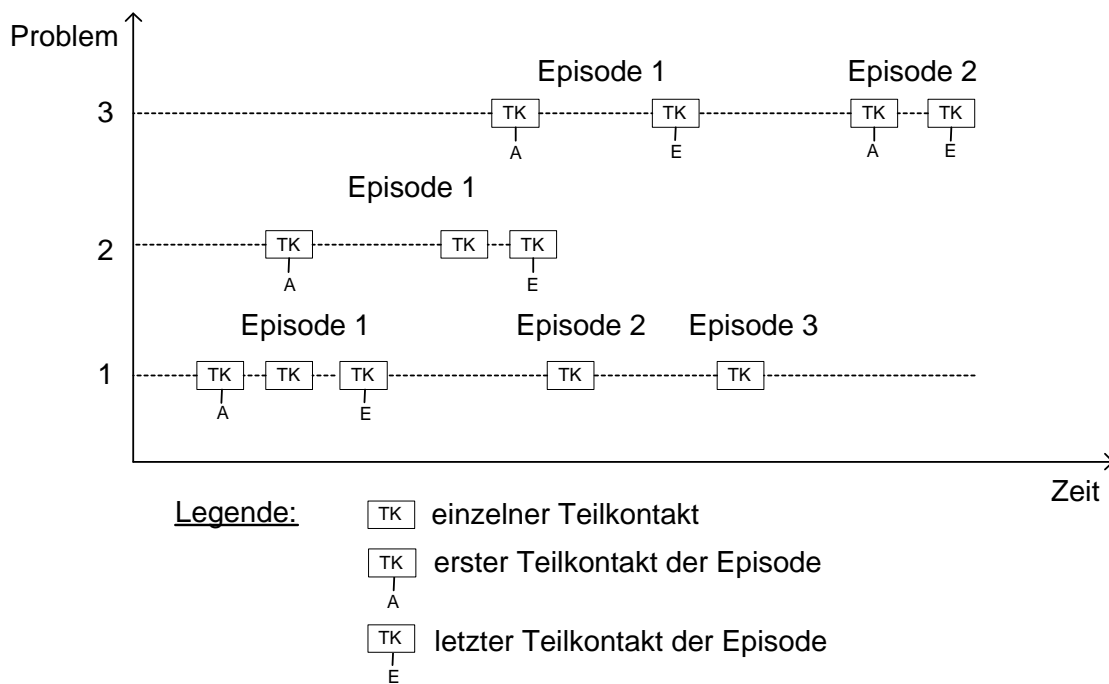 Problem
Episode 1 Episode 2
3 TK TK TK TK
A E A E
Episode 1
2 TK TK TK
A E
Episode 1 Episode 2 Episode 3
1 TK TK TK TK TK
A E
Zeit
Legende: TK einzelner Teilkontakt
TK erster Teilkontakt der Episode
A
TK letzter Teilkontakt der Episode
E